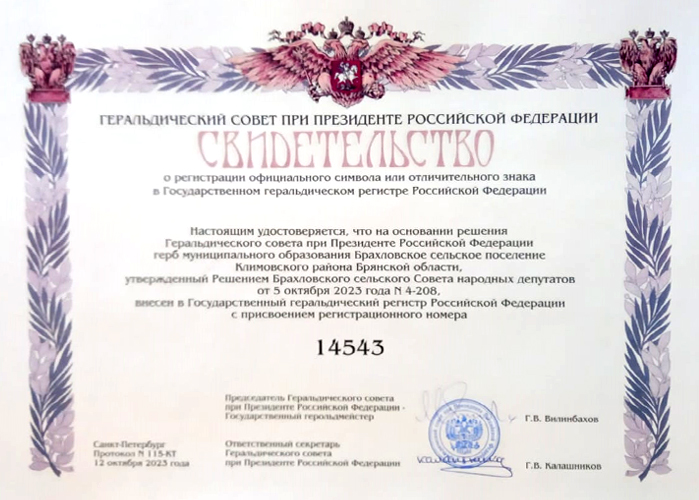 ГЕРАЛЬДИЧЕСКИЙ СОВЕТ ПРИ ПРЕЗИДЕНТЕ РОССИЙСКОЙ ФЕДЕРАЦИИ
СВИДЕТЕЛЬСТВО
о регистрации официального символа или отличительного знака
в Государственном геральдическом регистре Российской Федерации
Настоящим удостоверяется, что на основании решения
Геральдического совета при Президенте Российской Федерации
герб муниципального образования Брахловское сельское поселение
Климовского района Брянской области,
утвержденный Решением Брахловского сельского Совета народных депутатов
от 5 октября 2023 года N 4-208,
внесен в Государственный геральдический регистр Российской Федерации
с присвоением регистрационного номера
14543
Председатель Геральдического совета
при Президенте Российской Федерации -
Государственный герольдмейстер
Г.В. Вилинбахов
Санкт-Петербург
Протокол N 115-КТ
12 октября 2023 года
Ответственный секретарь
Геральдического совета
при Президенте Российской Федерации
Г.В. Калашников